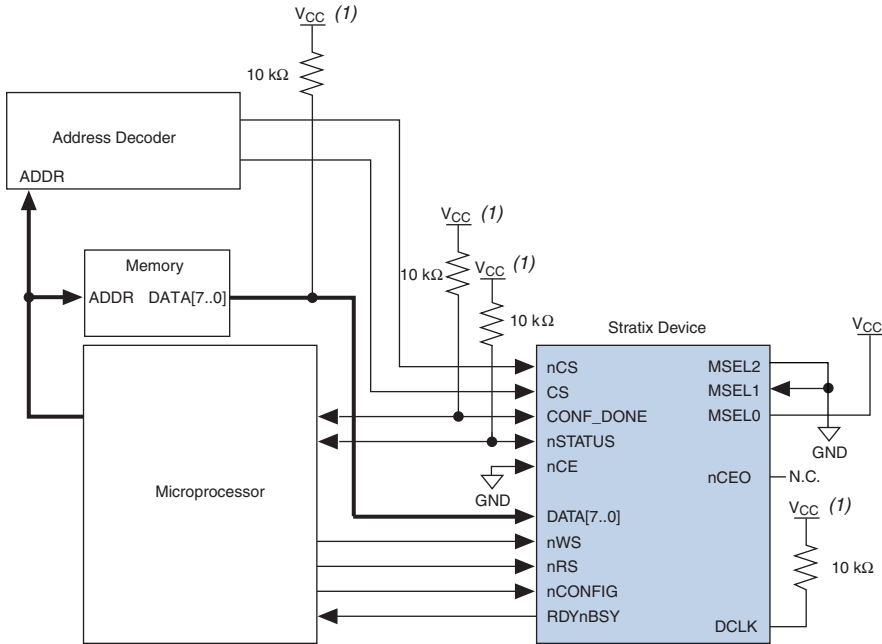 VCC (1)
10 kΩ
Address Decoder
ADDR
VCC (1)
Memory
10 kΩ
VCC (1)
ADDR DATA[7..0]
10 kΩ
Stratix Device
VCC
nCS
MSEL2
CS
MSEL1
CONF_DONE
MSEL0
nSTATUS
GND
nCE
GND
nCEO
N.C.
Microprocessor
VCC (1)
DATA[7..0]
nWS
nRS
10 kΩ
nCONFIG
RDYnBSY
DCLK